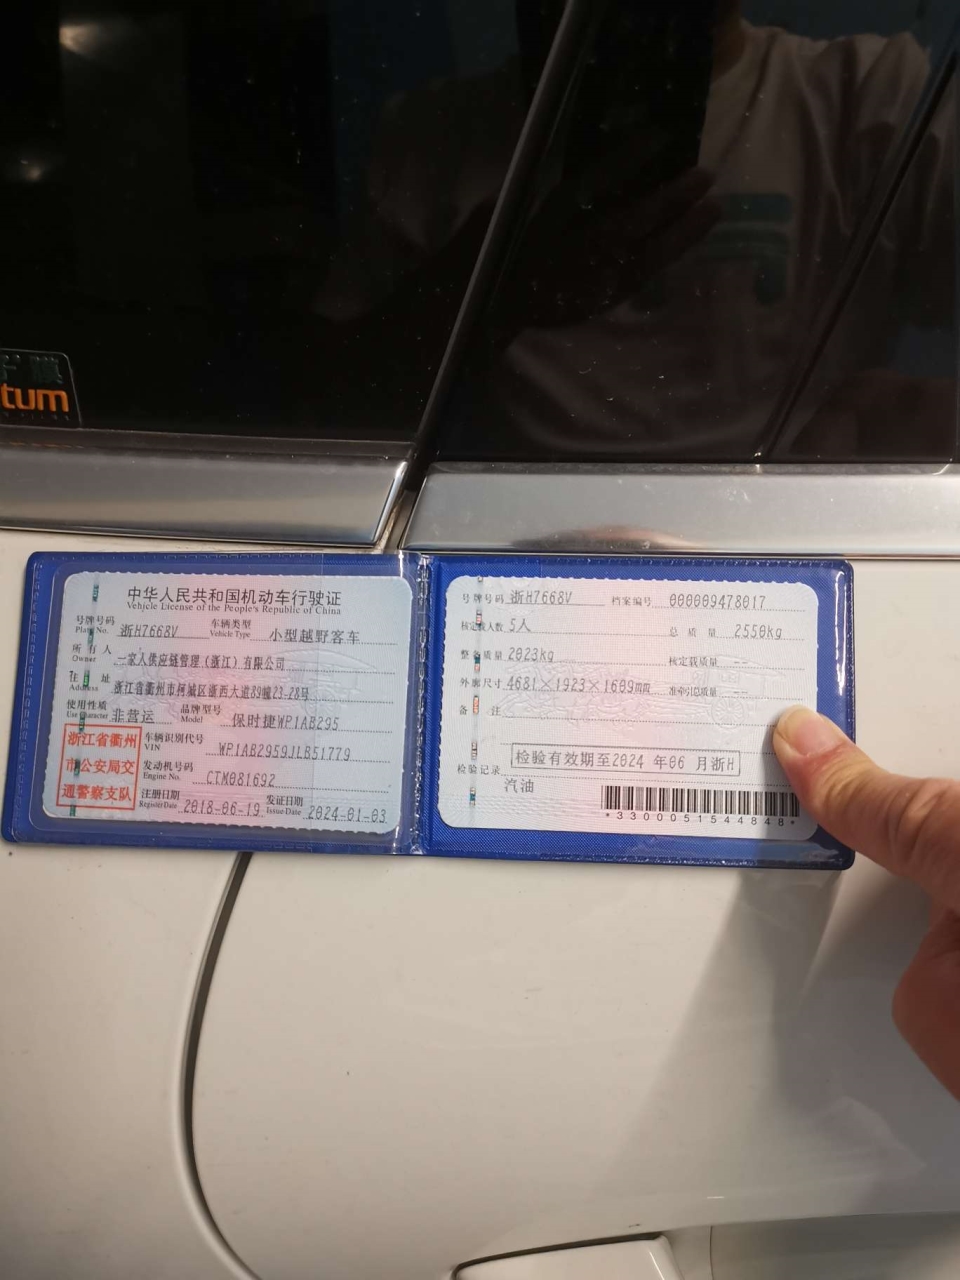 膜
tum
中华人民共和国机动车行驶证
Vehicle License of the People's Republic of China
号牌号码 浙H7668V 车辆类型 小型越野客车
Plate No. Vehicle Type
所有人 一家人供应链管理（浙江）有限公司
Owner
住址 浙江省衢州市柯城区浙西大道89幢23-28号
Address
使用性质 非营运 品牌型号 保时捷WP1AB295
Use Character Model
浙江省衢州
市公安局交
通警察支队
车辆识别代号 WP1AB2959JLB51779
VIN
发动机号码 CTM081692
Engine No.
注册日期 2018-06-19 发证日期 2024-01-03
Register Date Issue Date
号牌号码 浙H7668V 档案编号 000009478017
核定载人数 5人 总质量 2550kg
整备质量 2023kg 核定载质量 --
外廓尺寸 4681×1923×1609mm 准牵引总质量 --
备注
检验记录 检验有效期至2024 年06 月浙H
汽油
*3300051544848*